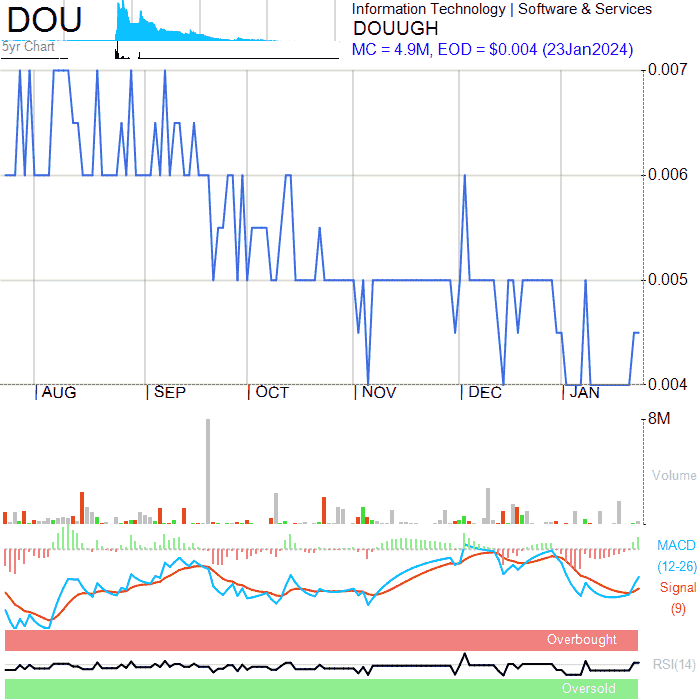 DOU
5yr Chart
Information Technology | Software & Services
DOUUGH
MC = 4.9M, EOD = $0.004 (23Jan2024)
0.007
0.006
0.005
0.004
AUG SEP OCT NOV DEC JAN
8M
Volume
MACD
(12-26)
Signal
(9)
Overbought
RSI(14)
Oversold